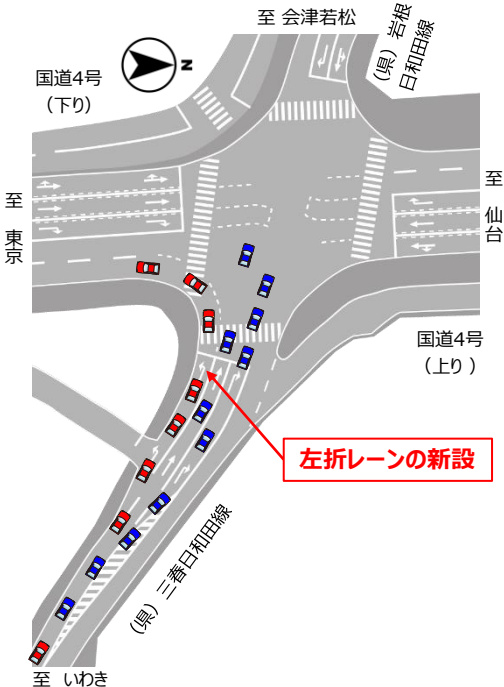 至 会津若松
(県) 岩根
日和田線
N
国道4号
(下り)
至 東京
至 仙台
国道4号
(上り )
左折レーンの新設
(県) 三春日和田線
至 いわき